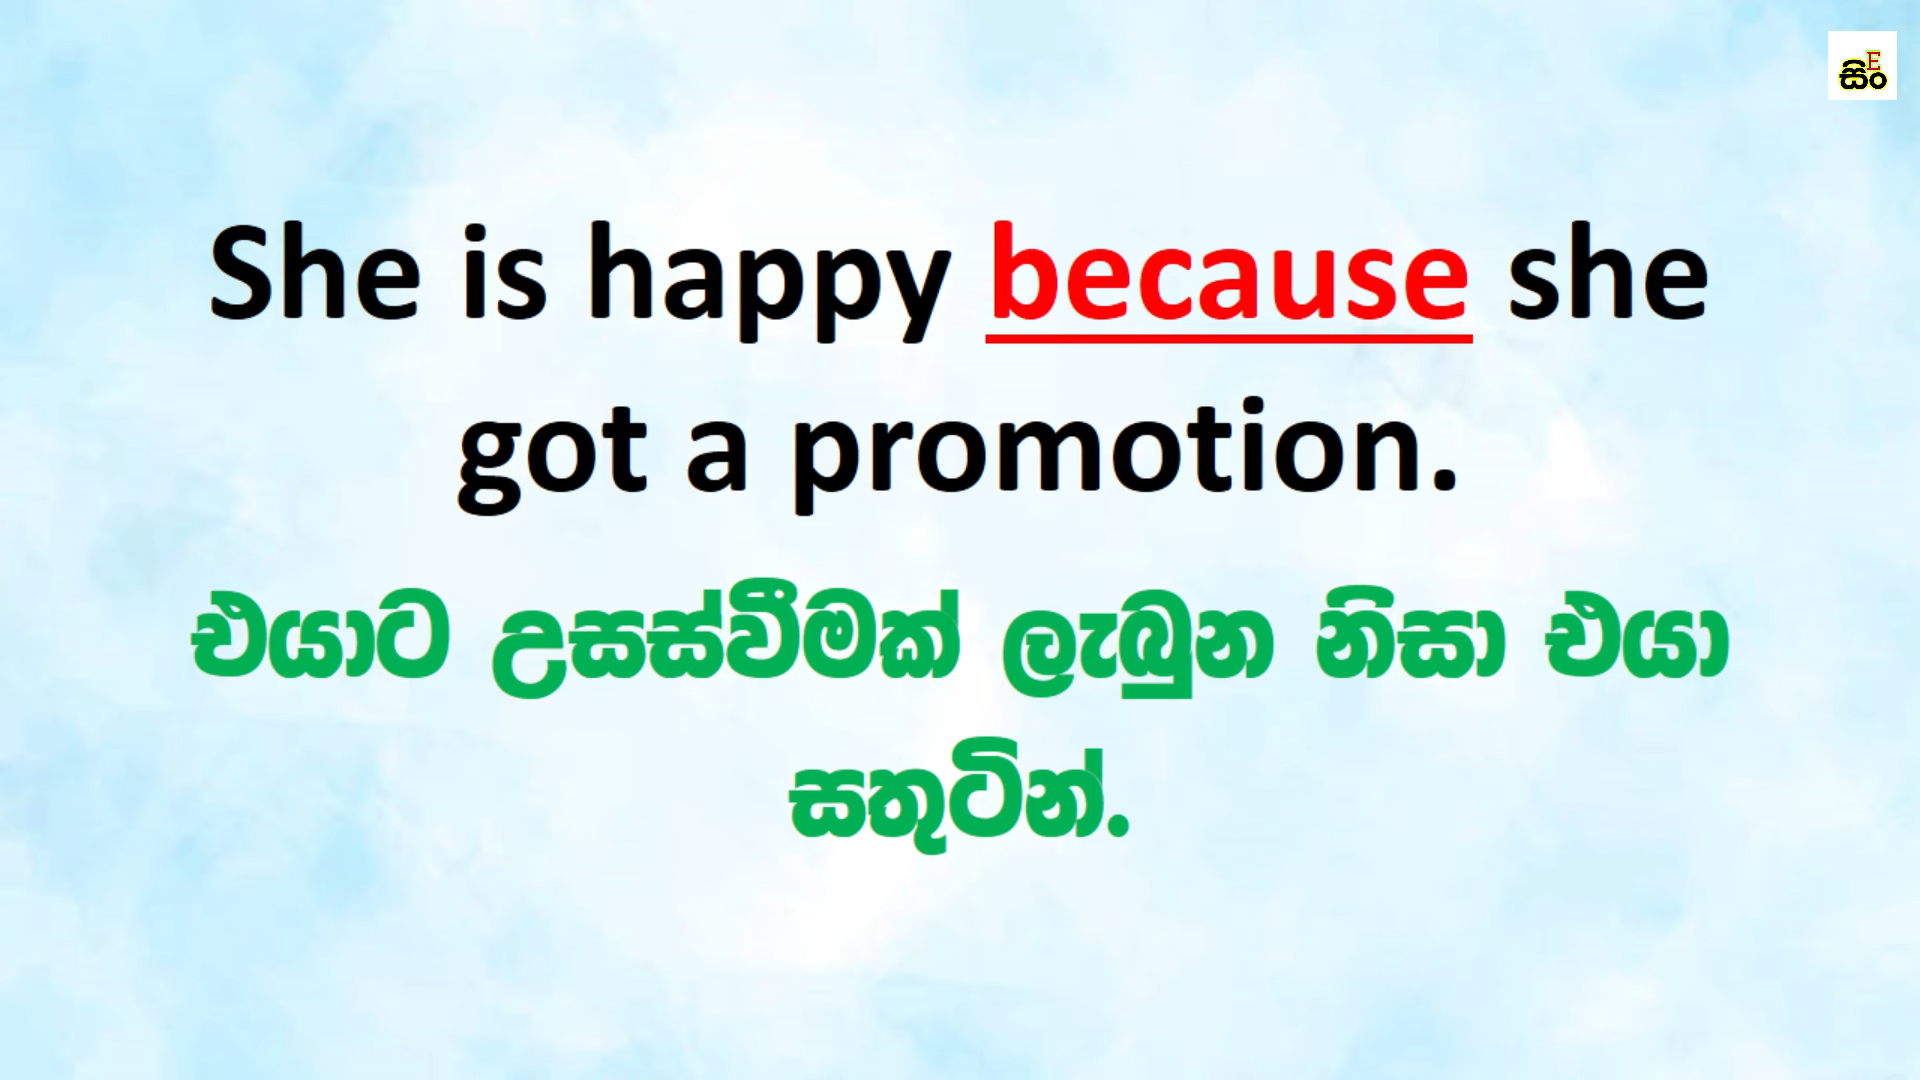 සිං
E
She is happy because she
got a promotion.
එයාට උසස්වීමක් ලැබුන නිසා එයා
සතුටින්.